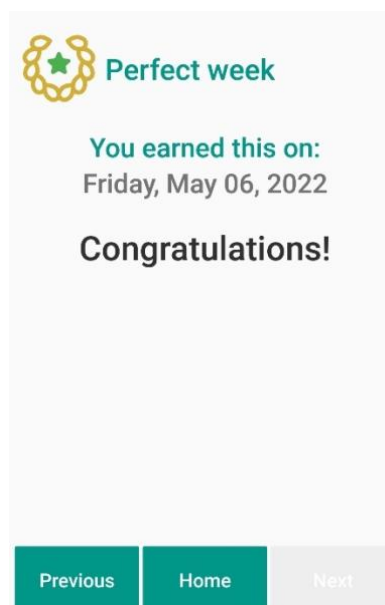 Perfect week
You earned this on:
Friday, May 06, 2022
Congratulations!
Previous Home Next